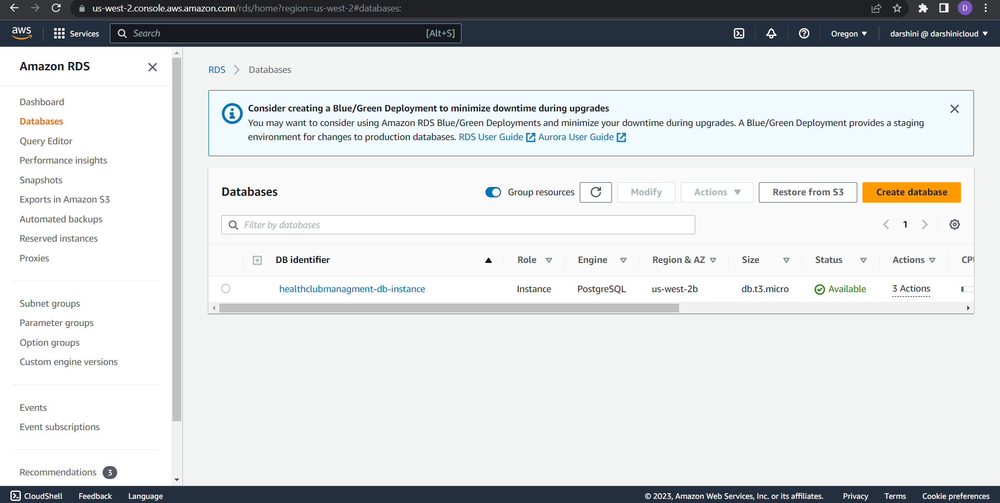 us-west-2.console.aws.amazon.com/rds/home?region=us-west-2#databases:
D
aws
Services
Search
[Alt+S]
Oregon
darshini @ darshinicloud
Amazon RDS
Dashboard
Databases
Query Editor
Performance insights
Snapshots
Exports in Amazon S3
Automated backups
Reserved instances
Proxies
Subnet groups
Parameter groups
Option groups
Custom engine versions
Events
Event subscriptions
Recommendations 3
RDS > Databases
Consider creating a Blue/Green Deployment to minimize downtime during upgrades
You may want to consider using Amazon RDS Blue/Green Deployments and minimize your downtime during upgrades. A Blue/Green Deployment provides a staging
environment for changes to production databases. RDS User Guide Aurora User Guide
Databases
Group resources
Modify
Actions
Restore from S3
Create database
Filter by databases
1
DB identifier Role Engine Region & AZ Size Status Actions CPU
healthclubmanagment-db-instance Instance PostgreSQL us-west-2b db.t3.micro Available 3 Actions
CloudShell Feedback Language © 2023, Amazon Web Services, Inc. or its affiliates. Privacy Terms Cookie preferences